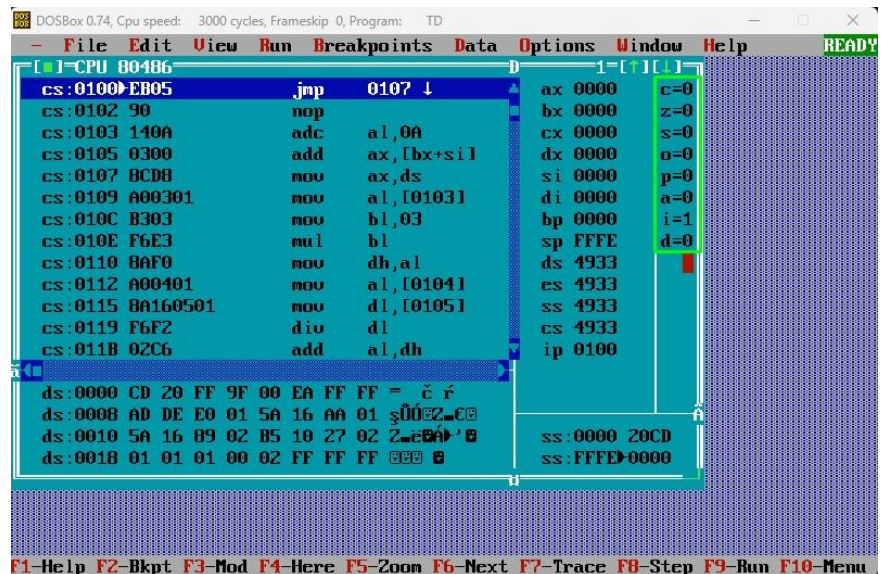 DOSBox 0.74, Cpu speed: 3000 cycles, Frameskip 0, Program: TD
File Edit View Run Breakpoints Data Options Window Help READY
[■]=CPU 80486 1=[↑][↓]
cs:0100►EB05 jmp 0107 ↓ ax 0000 c=0
cs:0102 90 nop bx 0000 z=0
cs:0103 140A adc al,0A cx 0000 s=0
cs:0105 0300 add ax,[bx+si] dx 0000 o=0
cs:0107 8CD8 mov ax,ds si 0000 p=0
cs:0109 A00301 mov al,[0103] di 0000 a=0
cs:010C B303 mov bl,03 bp 0000 i=1
cs:010E F6E3 mul bl sp FFFE d=0
cs:0110 8AF0 mov dh,al ds 4933
cs:0112 A00401 mov al,[0104] es 4933
cs:0115 8A160501 mov dl,[0105] ss 4933
cs:0119 F6F2 div dl cs 4933
cs:011B 02C6 add al,dh ip 0100
ds:0000 CD 20 FF 9F 00 EA FF FF = č ŕ
ds:0008 AD DE E0 01 5A 16 AA 01
ds:0010 5A 16 89 02 B5 10 27 02 ss:0000 20CD
ds:0018 01 01 01 00 02 FF FF FF ss:FFFE►0000
F1-Help F2-Bkpt F3-Mod F4-Here F5-Zoom F6-Next F7-Trace F8-Step F9-Run F10-Menu